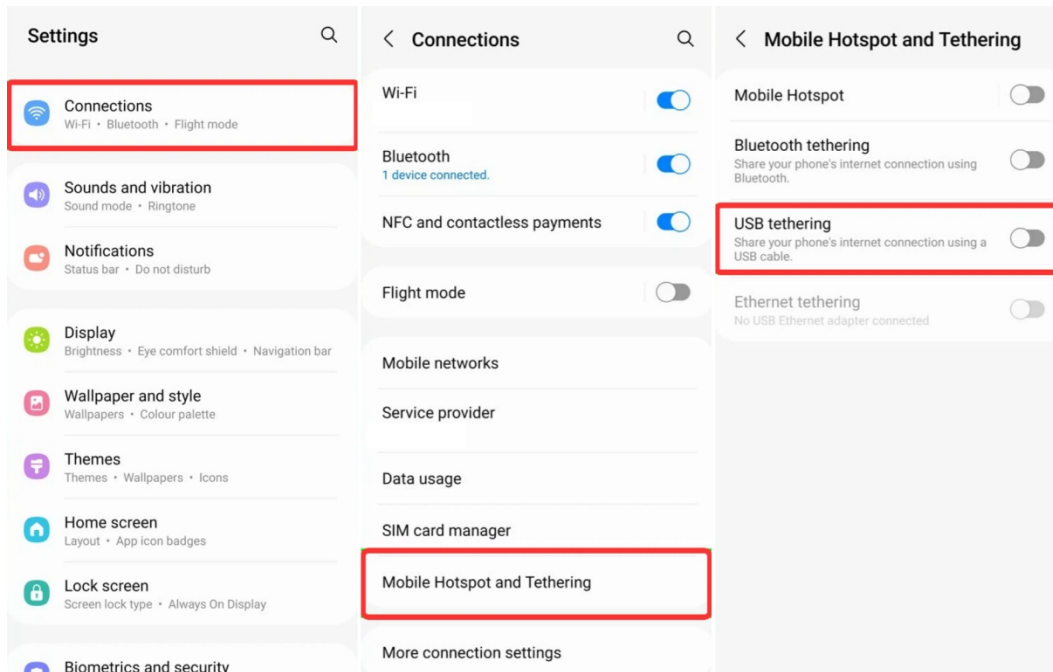 Settings
Connections
Wi-Fi • Bluetooth • Flight mode
Sounds and vibration
Sound mode • Ringtone
Notifications
Status bar • Do not disturb
Display
Brightness • Eye comfort shield • Navigation bar
Wallpaper and style
Wallpapers • Colour palette
Themes
Themes • Wallpapers • Icons
Home screen
Layout • App icon badges
Lock screen
Screen lock type • Always On Display
Biometrics and security
Connections
Wi-Fi
Bluetooth
1 device connected.
NFC and contactless payments
Flight mode
Mobile networks
Service provider
Data usage
SIM card manager
Mobile Hotspot and Tethering
More connection settings
Mobile Hotspot and Tethering
Mobile Hotspot
Bluetooth tethering
Share your phone's internet connection using
Bluetooth.
USB tethering
Share your phone's internet connection using a
USB cable.
Ethernet tethering
No USB Ethernet adapter connected